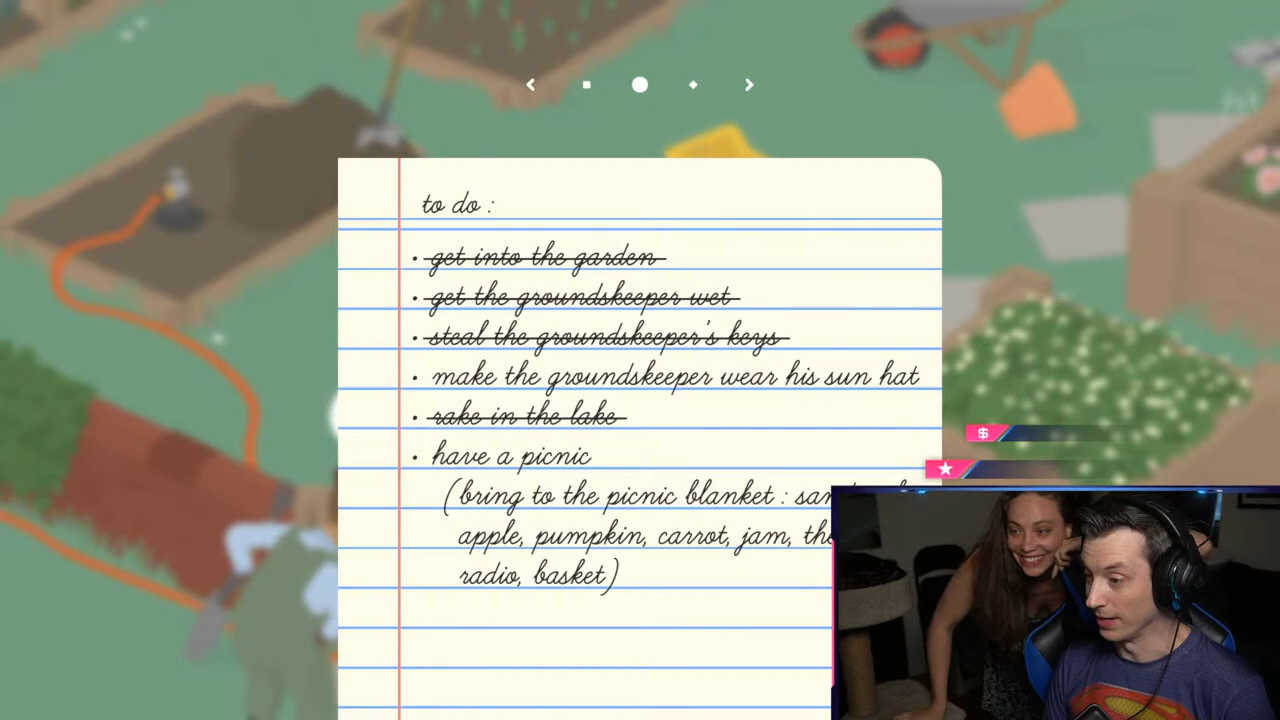 to do :
• get into the garden
• get the groundskeeper wet
• steal the groundskeeper's keys
• make the groundskeeper wear his sun hat
• rake in the lake
• have a picnic
(bring to the picnic blanket :
apple, pumpkin, carrot, jam,
radio, basket)
$